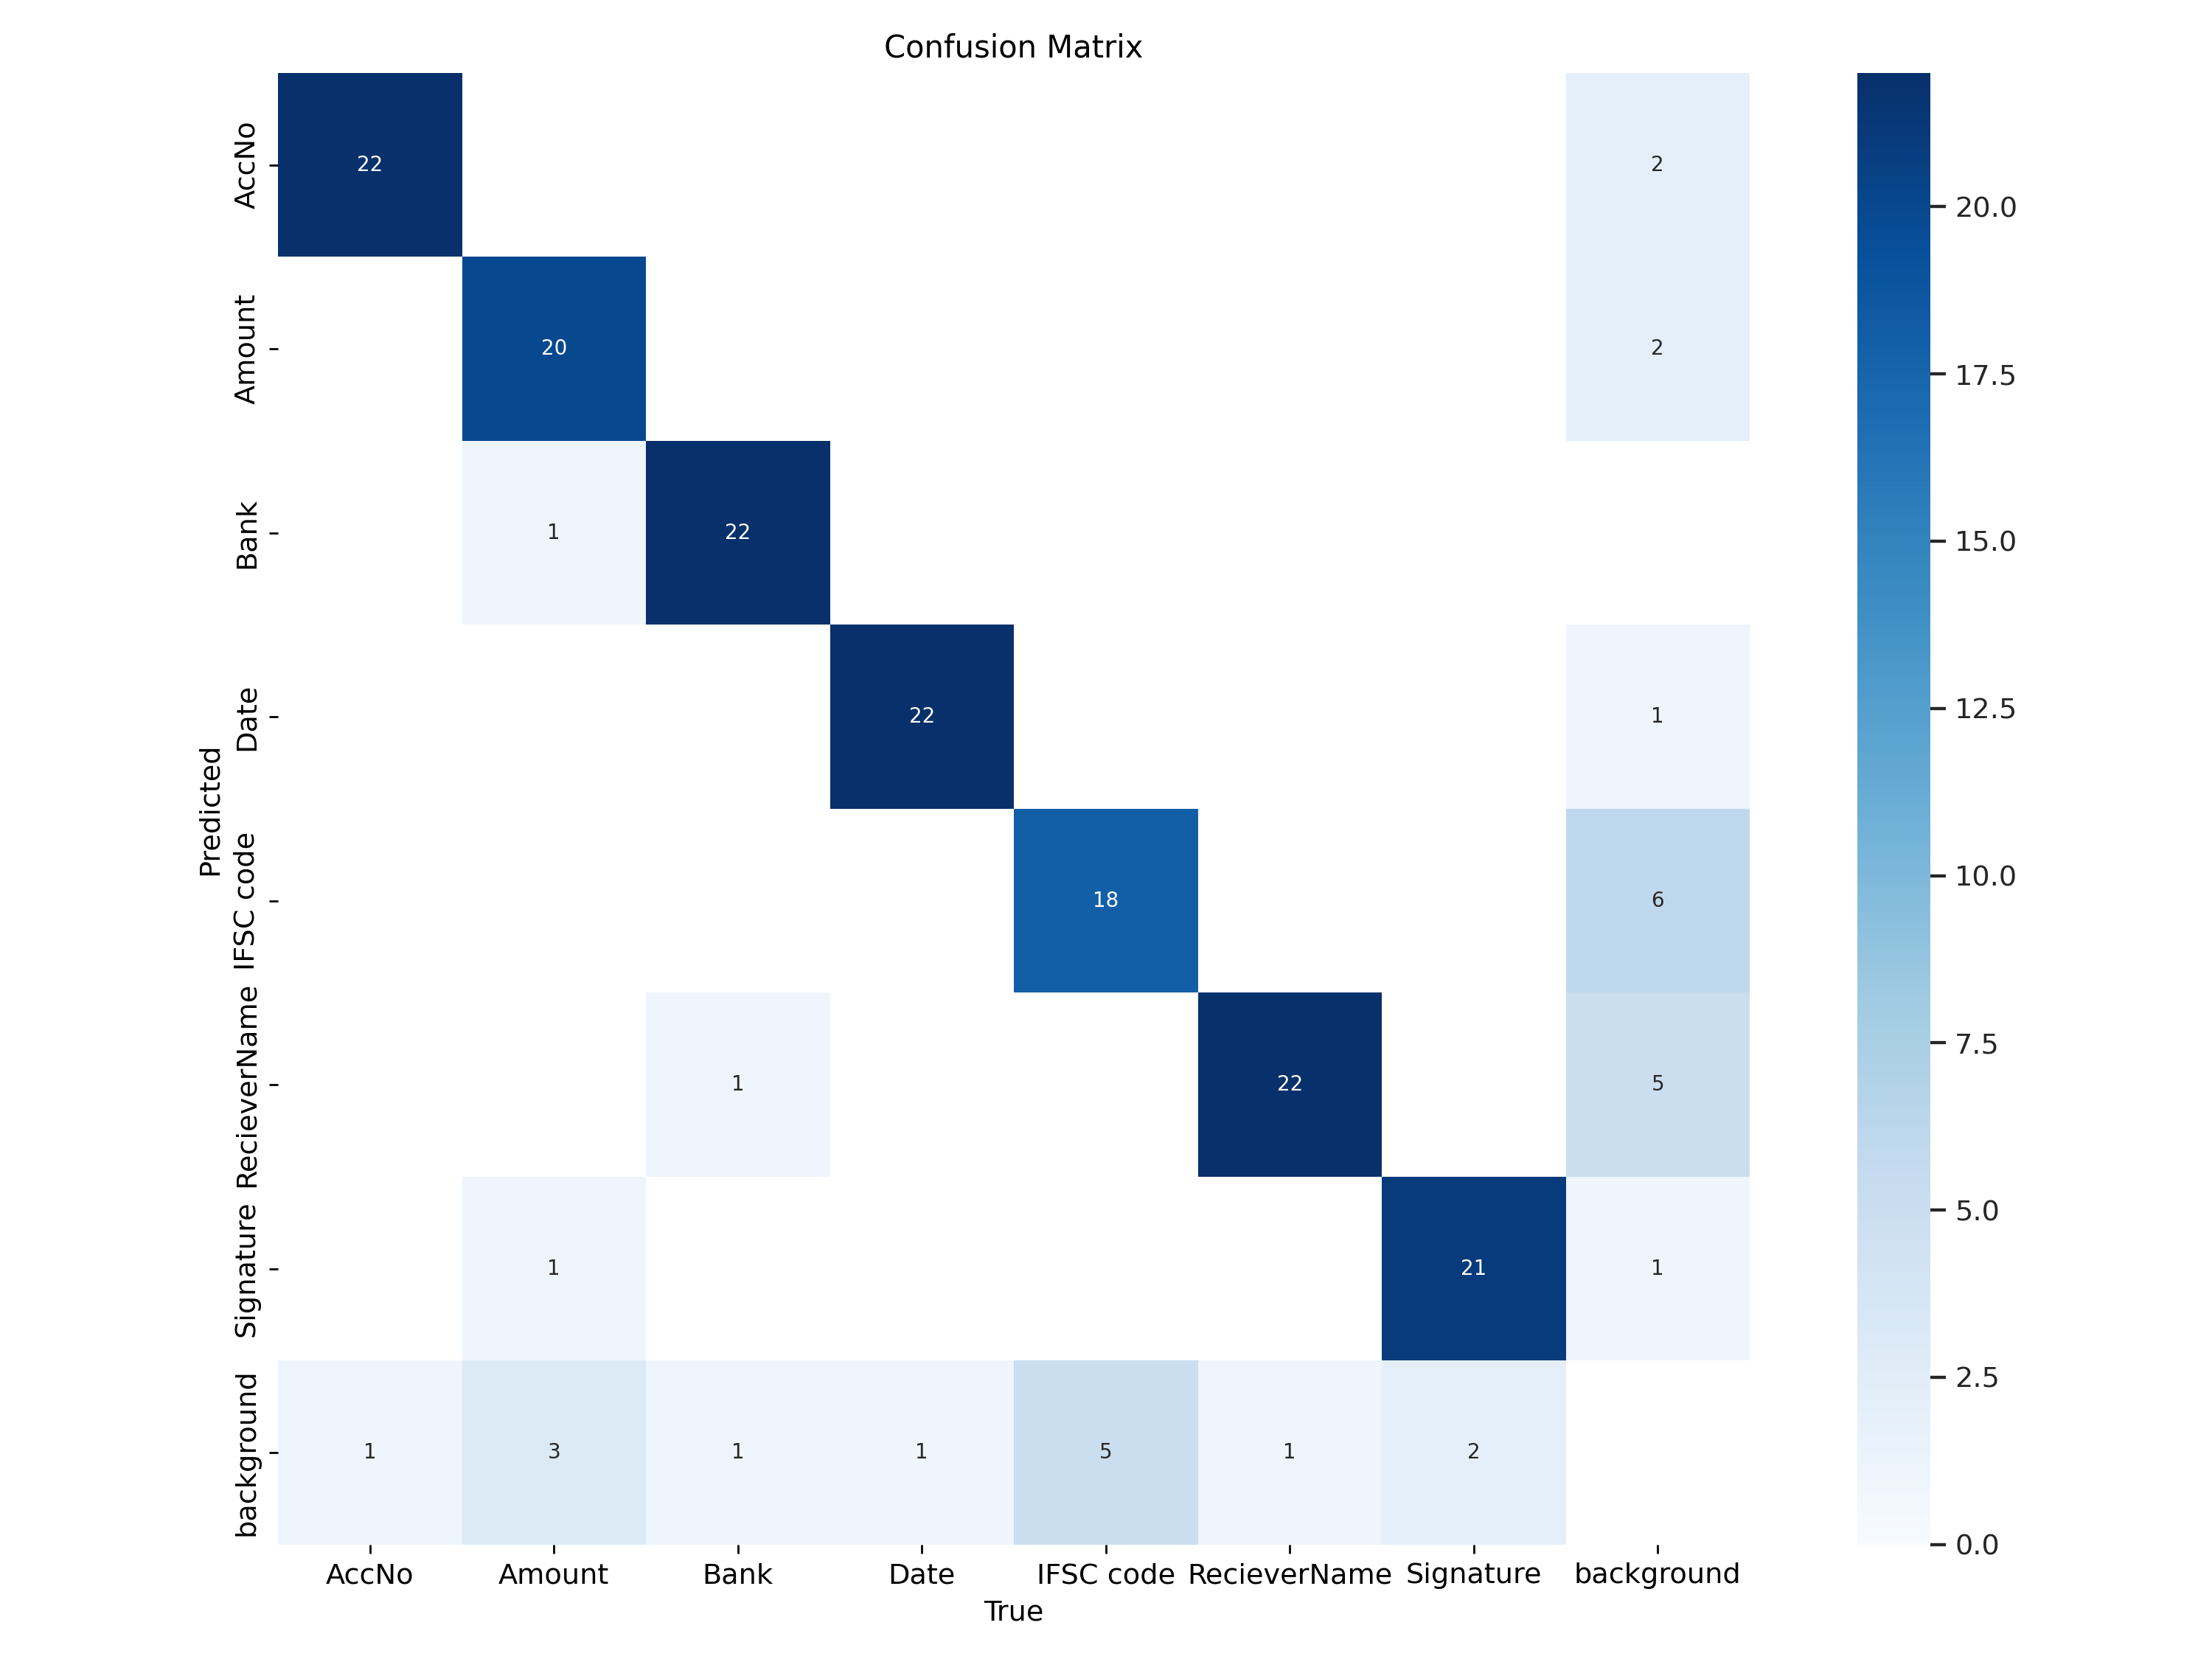 Confusion Matrix
AccNo
22
2
20.0
Amount
20
2
17.5
Bank
1
22
15.0
Date
22
1
12.5
Predicted
IFSC code
18
6
10.0
RecieverName
1
22
5
7.5
Signature
1
21
1
5.0
background
1
3
1
1
5
1
2
2.5
0.0
AccNo Amount Bank Date IFSC code RecieverName Signature background
True